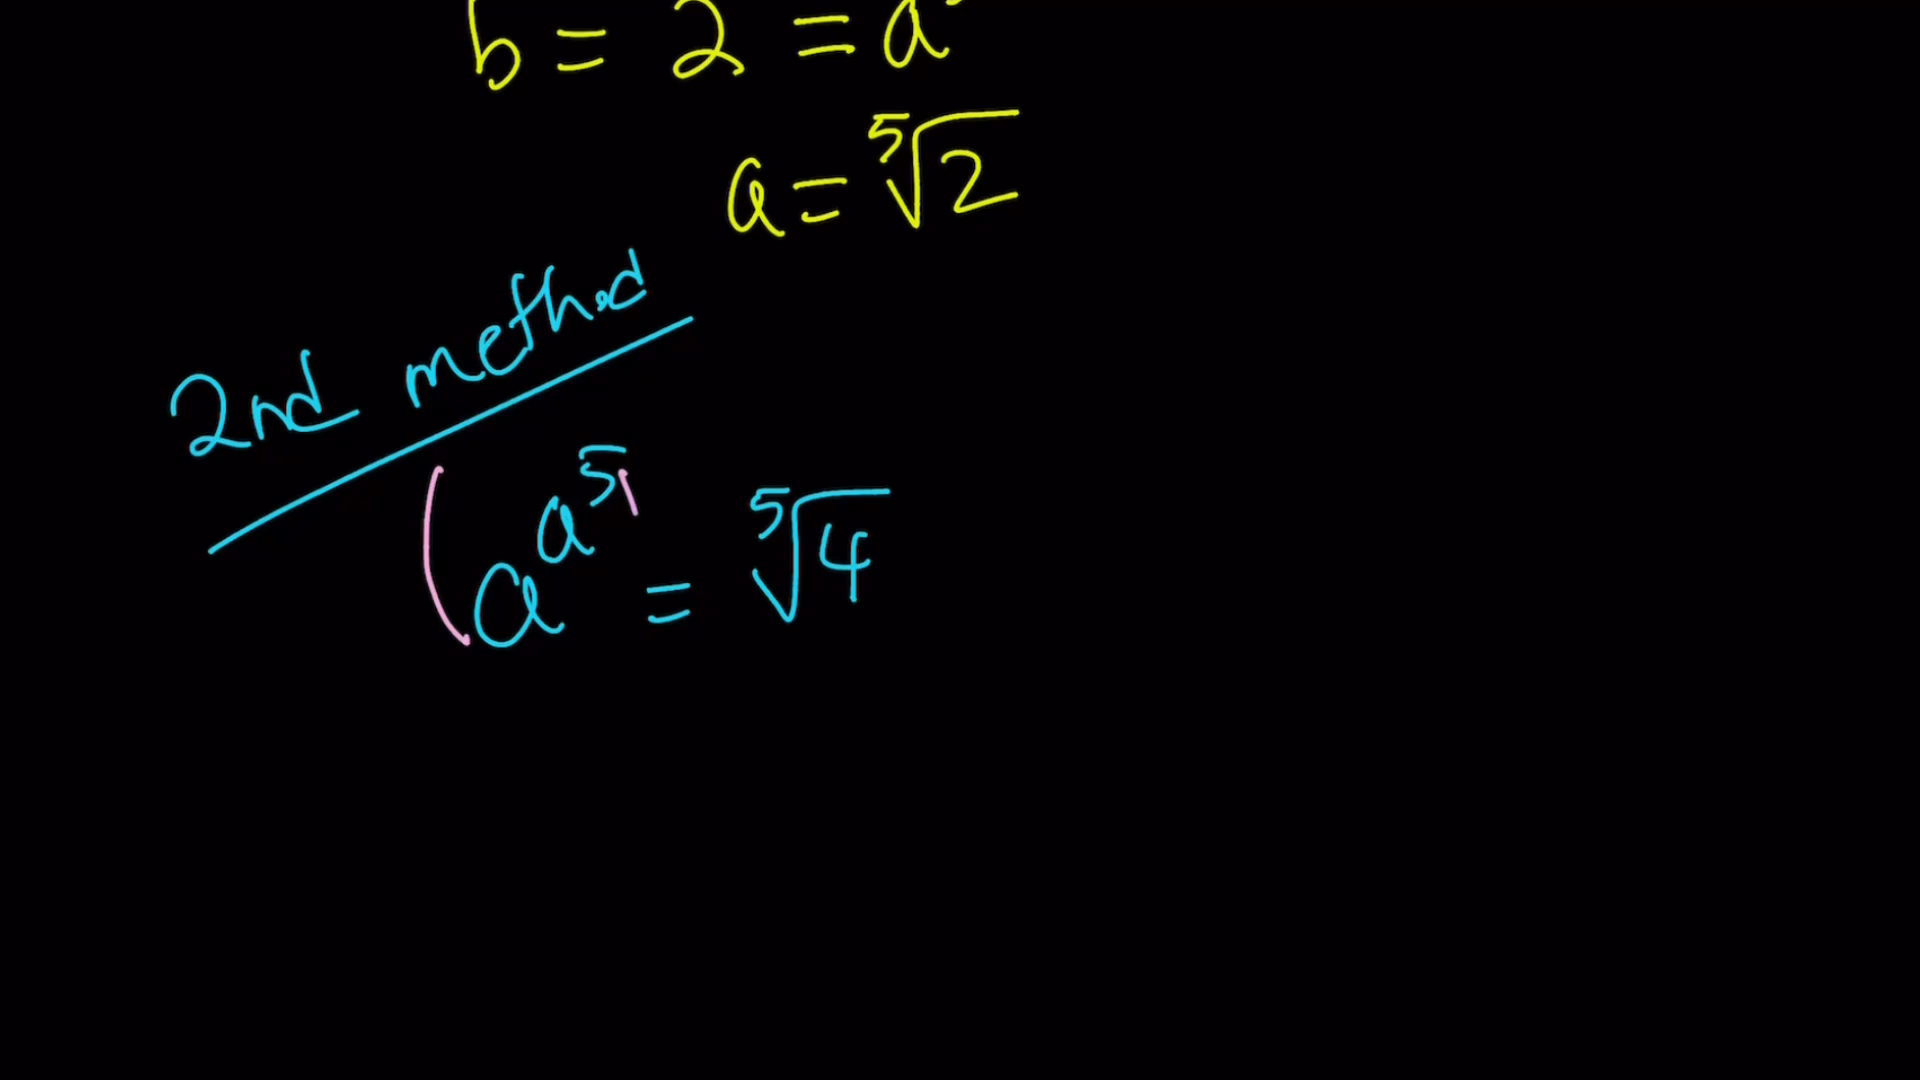 b = 2 = a
a = ⁵√2
2nd method
(a^a^5 = ⁵√4